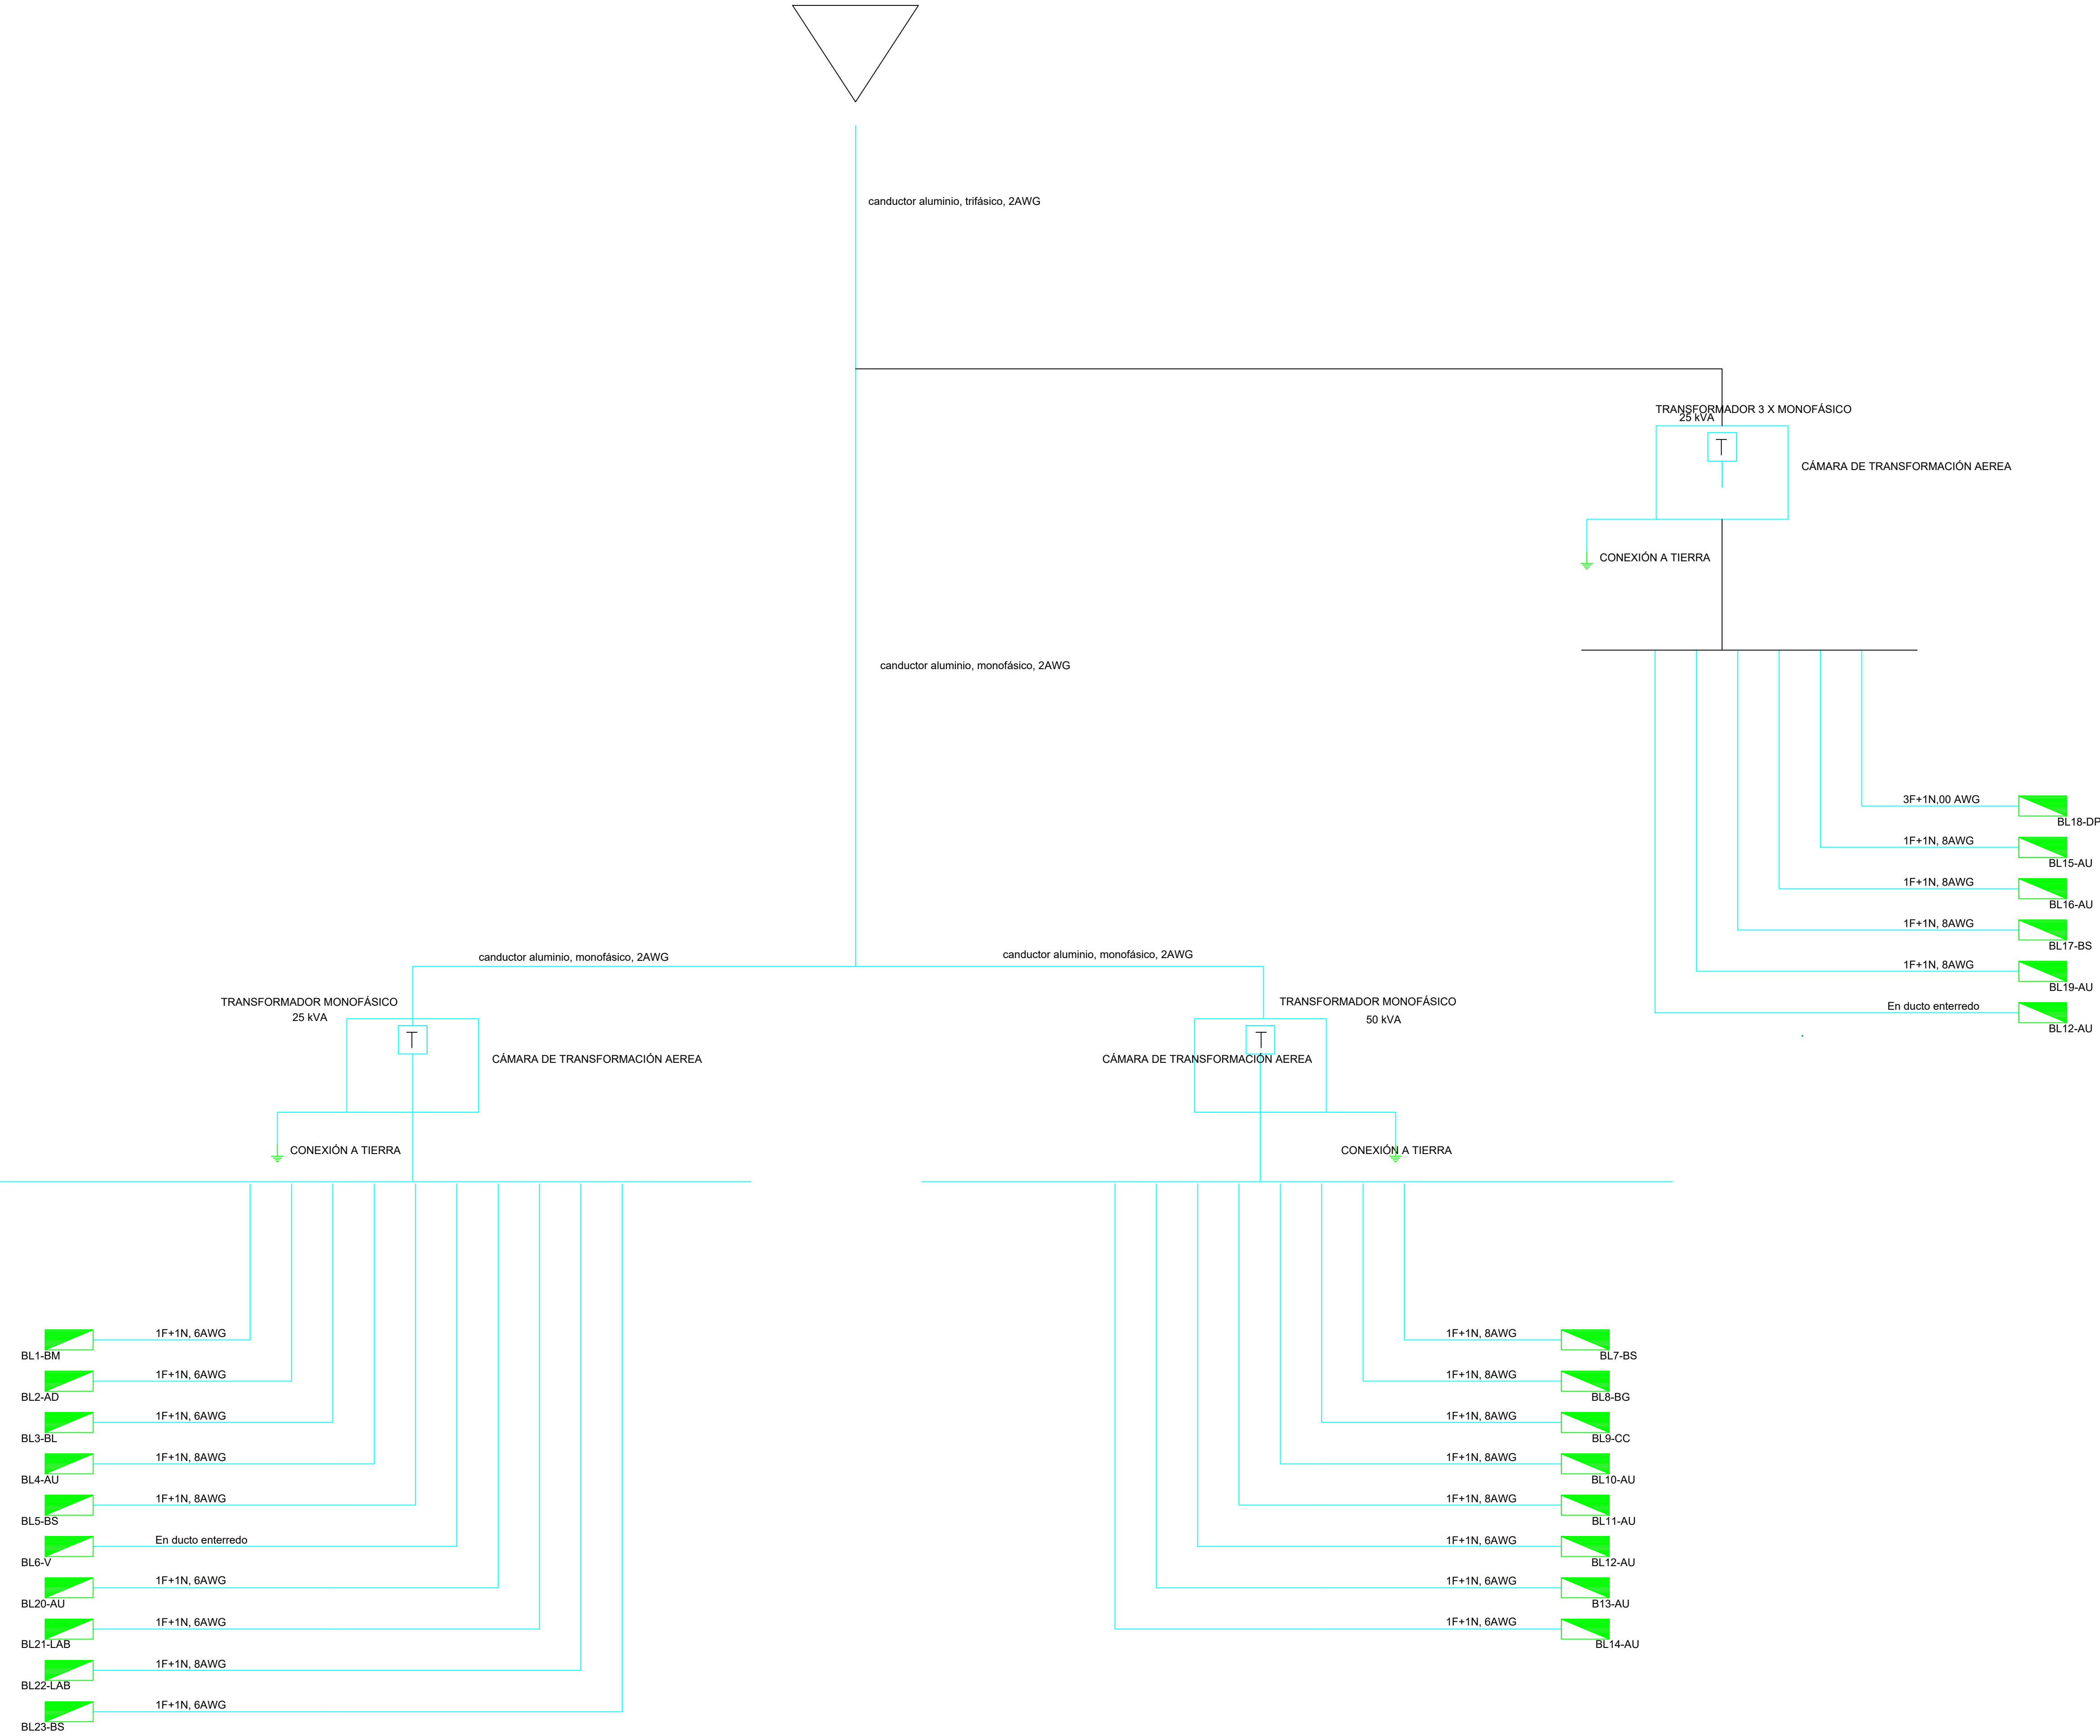 canductor aluminio, trifásico, 2AWG
TRANSFORMADOR 3 X MONOFÁSICO
25 kVA
T
CÁMARA DE TRANSFORMACIÓN AEREA
CONEXIÓN A TIERRA
canductor aluminio, monofásico, 2AWG
3F+1N,00 AWG
BL18-DP
1F+1N, 8AWG
BL15-AU
1F+1N, 8AWG
BL16-AU
1F+1N, 8AWG
BL17-BS
1F+1N, 8AWG
BL19-AU
En ducto enterredo
BL12-AU
canductor aluminio, monofásico, 2AWG
canductor aluminio, monofásico, 2AWG
TRANSFORMADOR MONOFÁSICO
25 kVA
T
CÁMARA DE TRANSFORMACIÓN AEREA
CONEXIÓN A TIERRA
TRANSFORMADOR MONOFÁSICO
50 kVA
T
CÁMARA DE TRANSFORMACIÓN AEREA
CONEXIÓN A TIERRA
1F+1N, 6AWG
BL1-BM
1F+1N, 6AWG
BL2-AD
1F+1N, 6AWG
BL3-BL
1F+1N, 8AWG
BL4-AU
1F+1N, 8AWG
BL5-BS
En ducto enterredo
BL6-V
1F+1N, 6AWG
BL20-AU
1F+1N, 6AWG
BL21-LAB
1F+1N, 8AWG
BL22-LAB
1F+1N, 6AWG
BL23-BS
1F+1N, 8AWG
BL7-BS
1F+1N, 8AWG
BL8-BG
1F+1N, 8AWG
BL9-CC
1F+1N, 8AWG
BL10-AU
1F+1N, 8AWG
BL11-AU
1F+1N, 6AWG
BL12-AU
1F+1N, 6AWG
B13-AU
1F+1N, 6AWG
BL14-AU